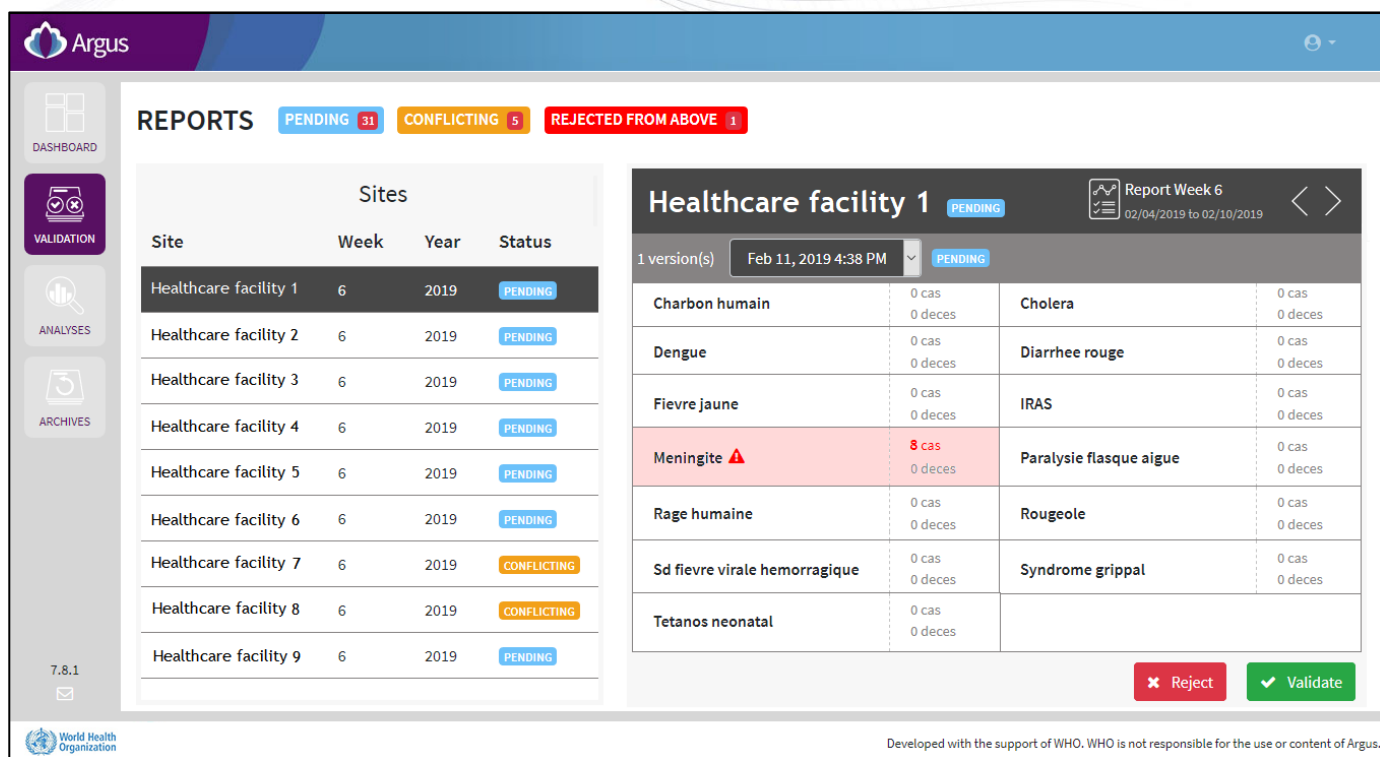 Argus
DASHBOARD
VALIDATION
ANALYSES
ARCHIVES
7.8.1
REPORTS PENDING 31 CONFLICTING 5 REJECTED FROM ABOVE 1
Sites
Site Week Year Status
Healthcare facility 1 6 2019 PENDING
Healthcare facility 2 6 2019 PENDING
Healthcare facility 3 6 2019 PENDING
Healthcare facility 4 6 2019 PENDING
Healthcare facility 5 6 2019 PENDING
Healthcare facility 6 6 2019 PENDING
Healthcare facility 7 6 2019 CONFLICTING
Healthcare facility 8 6 2019 CONFLICTING
Healthcare facility 9 6 2019 PENDING
Healthcare facility 1 PENDING
Report Week 6
02/04/2019 to 02/10/2019
1 version(s) Feb 11, 2019 4:38 PM PENDING
Charbon humain 0 cas 0 deces Cholera 0 cas 0 deces
Dengue 0 cas 0 deces Diarrhee rouge 0 cas 0 deces
Fievre jaune 0 cas 0 deces IRAS 0 cas 0 deces
Meningite 8 cas 0 deces Paralysie flasque aigue 0 cas 0 deces
Rage humaine 0 cas 0 deces Rougeole 0 cas 0 deces
Sd fievre virale hemorragique 0 cas 0 deces Syndrome grippal 0 cas 0 deces
Tetanos neonatal 0 cas 0 deces
Reject Validate
World Health
Organization
Developed with the support of WHO. WHO is not responsible for the use or content of Argus.